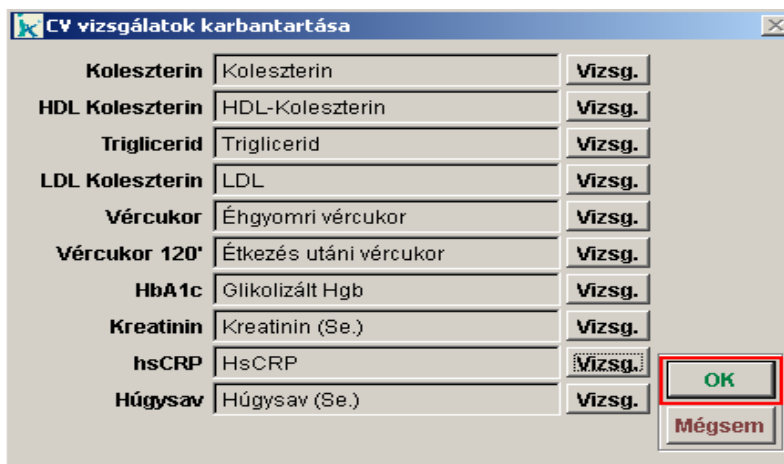 CV vizsgálatok karbantartása
Koleszterin Koleszterin Vizsg.
HDL Koleszterin HDL-Koleszterin Vizsg.
Triglicerid Triglicerid Vizsg.
LDL Koleszterin LDL Vizsg.
Vércukor Éhgyomri vércukor Vizsg.
Vércukor 120' Étkezés utáni vércukor Vizsg.
HbA1c Glikolizált Hgb Vizsg.
Kreatinin Kreatinin (Se.) Vizsg.
hsCRP HsCRP Vizsg.
OK
Húgysav Húgysav (Se.) Vizsg.
Mégsem